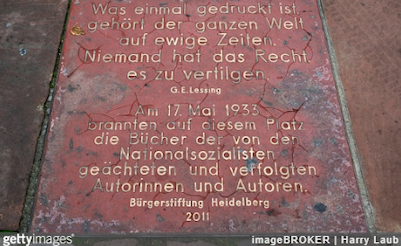 Was einmal gedruckt ist,
gehört der ganzen Welt
auf ewige Zeiten.
Niemand hat das Recht,
es zu vertilgen.
G.E. Lessing
Am 17. Mai 1933
brannten auf diesem Platz
die Bücher der von den
Nationalsozialisten
geächteten und verfolgten
Autorinnen und Autoren.
Bürgerstiftung Heidelberg
2011
gettyimages
imageBROKER | Harry Laub